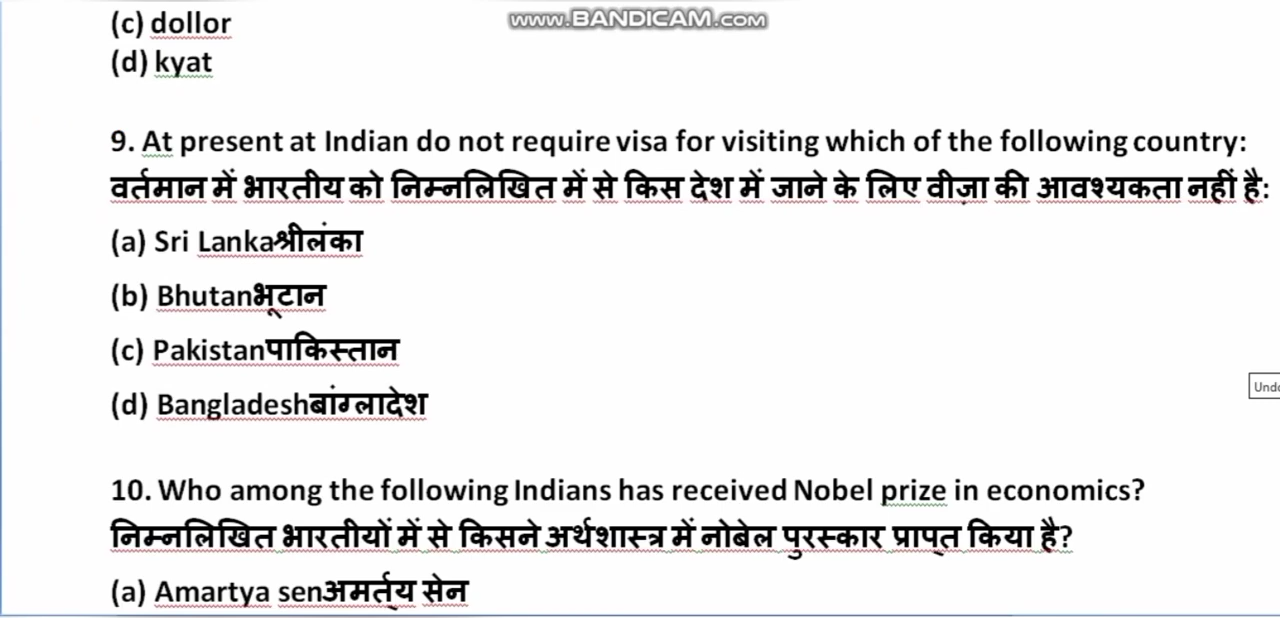 www.BANDICAM.com
(c) dollor
(d) kyat
9. At present at Indian do not require visa for visiting which of the following country:
वर्तमान में भारतीय को निम्नलिखित में से किस देश में जाने के लिए वीज़ा की आवश्यकता नहीं है:
(a) Sri Lankaश्रीलंका
(b) Bhutanभूटान
(c) Pakistanपाकिस्तान
(d) Bangladeshबांग्लादेश
10. Who among the following Indians has received Nobel prize in economics?
निम्नलिखित भारतीयों में से किसने अर्थशास्त्र में नोबेल पुरस्कार प्राप्त किया है?
(a) Amartya senअमर्त्य सेन